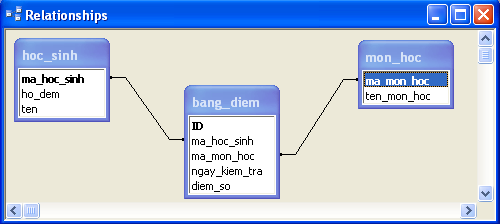 Relationships
hoc_sinh
ma_hoc_sinh
ho_dem
ten
bang_diem
ID
ma_hoc_sinh
ma_mon_hoc
ngay_kiem_tra
diem_so
mon_hoc
ma_mon_hoc
ten_mon_hoc